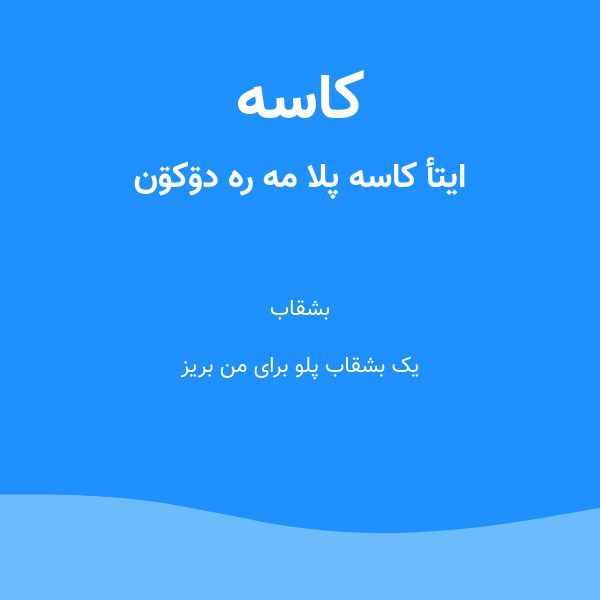 کاسه
ایتأ کاسه پلا مه ره دۊکۊن
بشقاب
یک بشقاب پلو برای من بریز